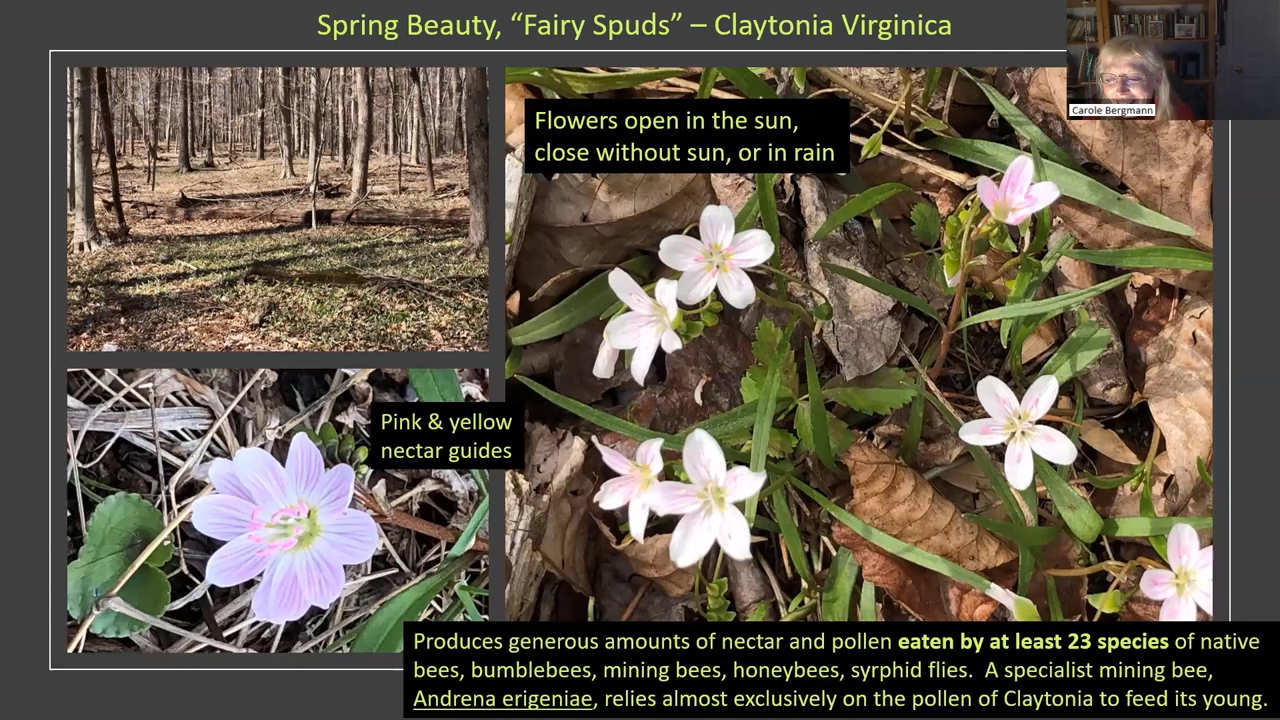 Spring Beauty, “Fairy Spuds” – Claytonia Virginica
Carole Bergmann
Flowers open in the sun,
close without sun, or in rain
Pink & yellow
nectar guides
Produces generous amounts of nectar and pollen eaten by at least 23 species of native
bees, bumblebees, mining bees, honeybees, syrphid flies.  A specialist mining bee,
Andrena erigeniae, relies almost exclusively on the pollen of Claytonia to feed its young.